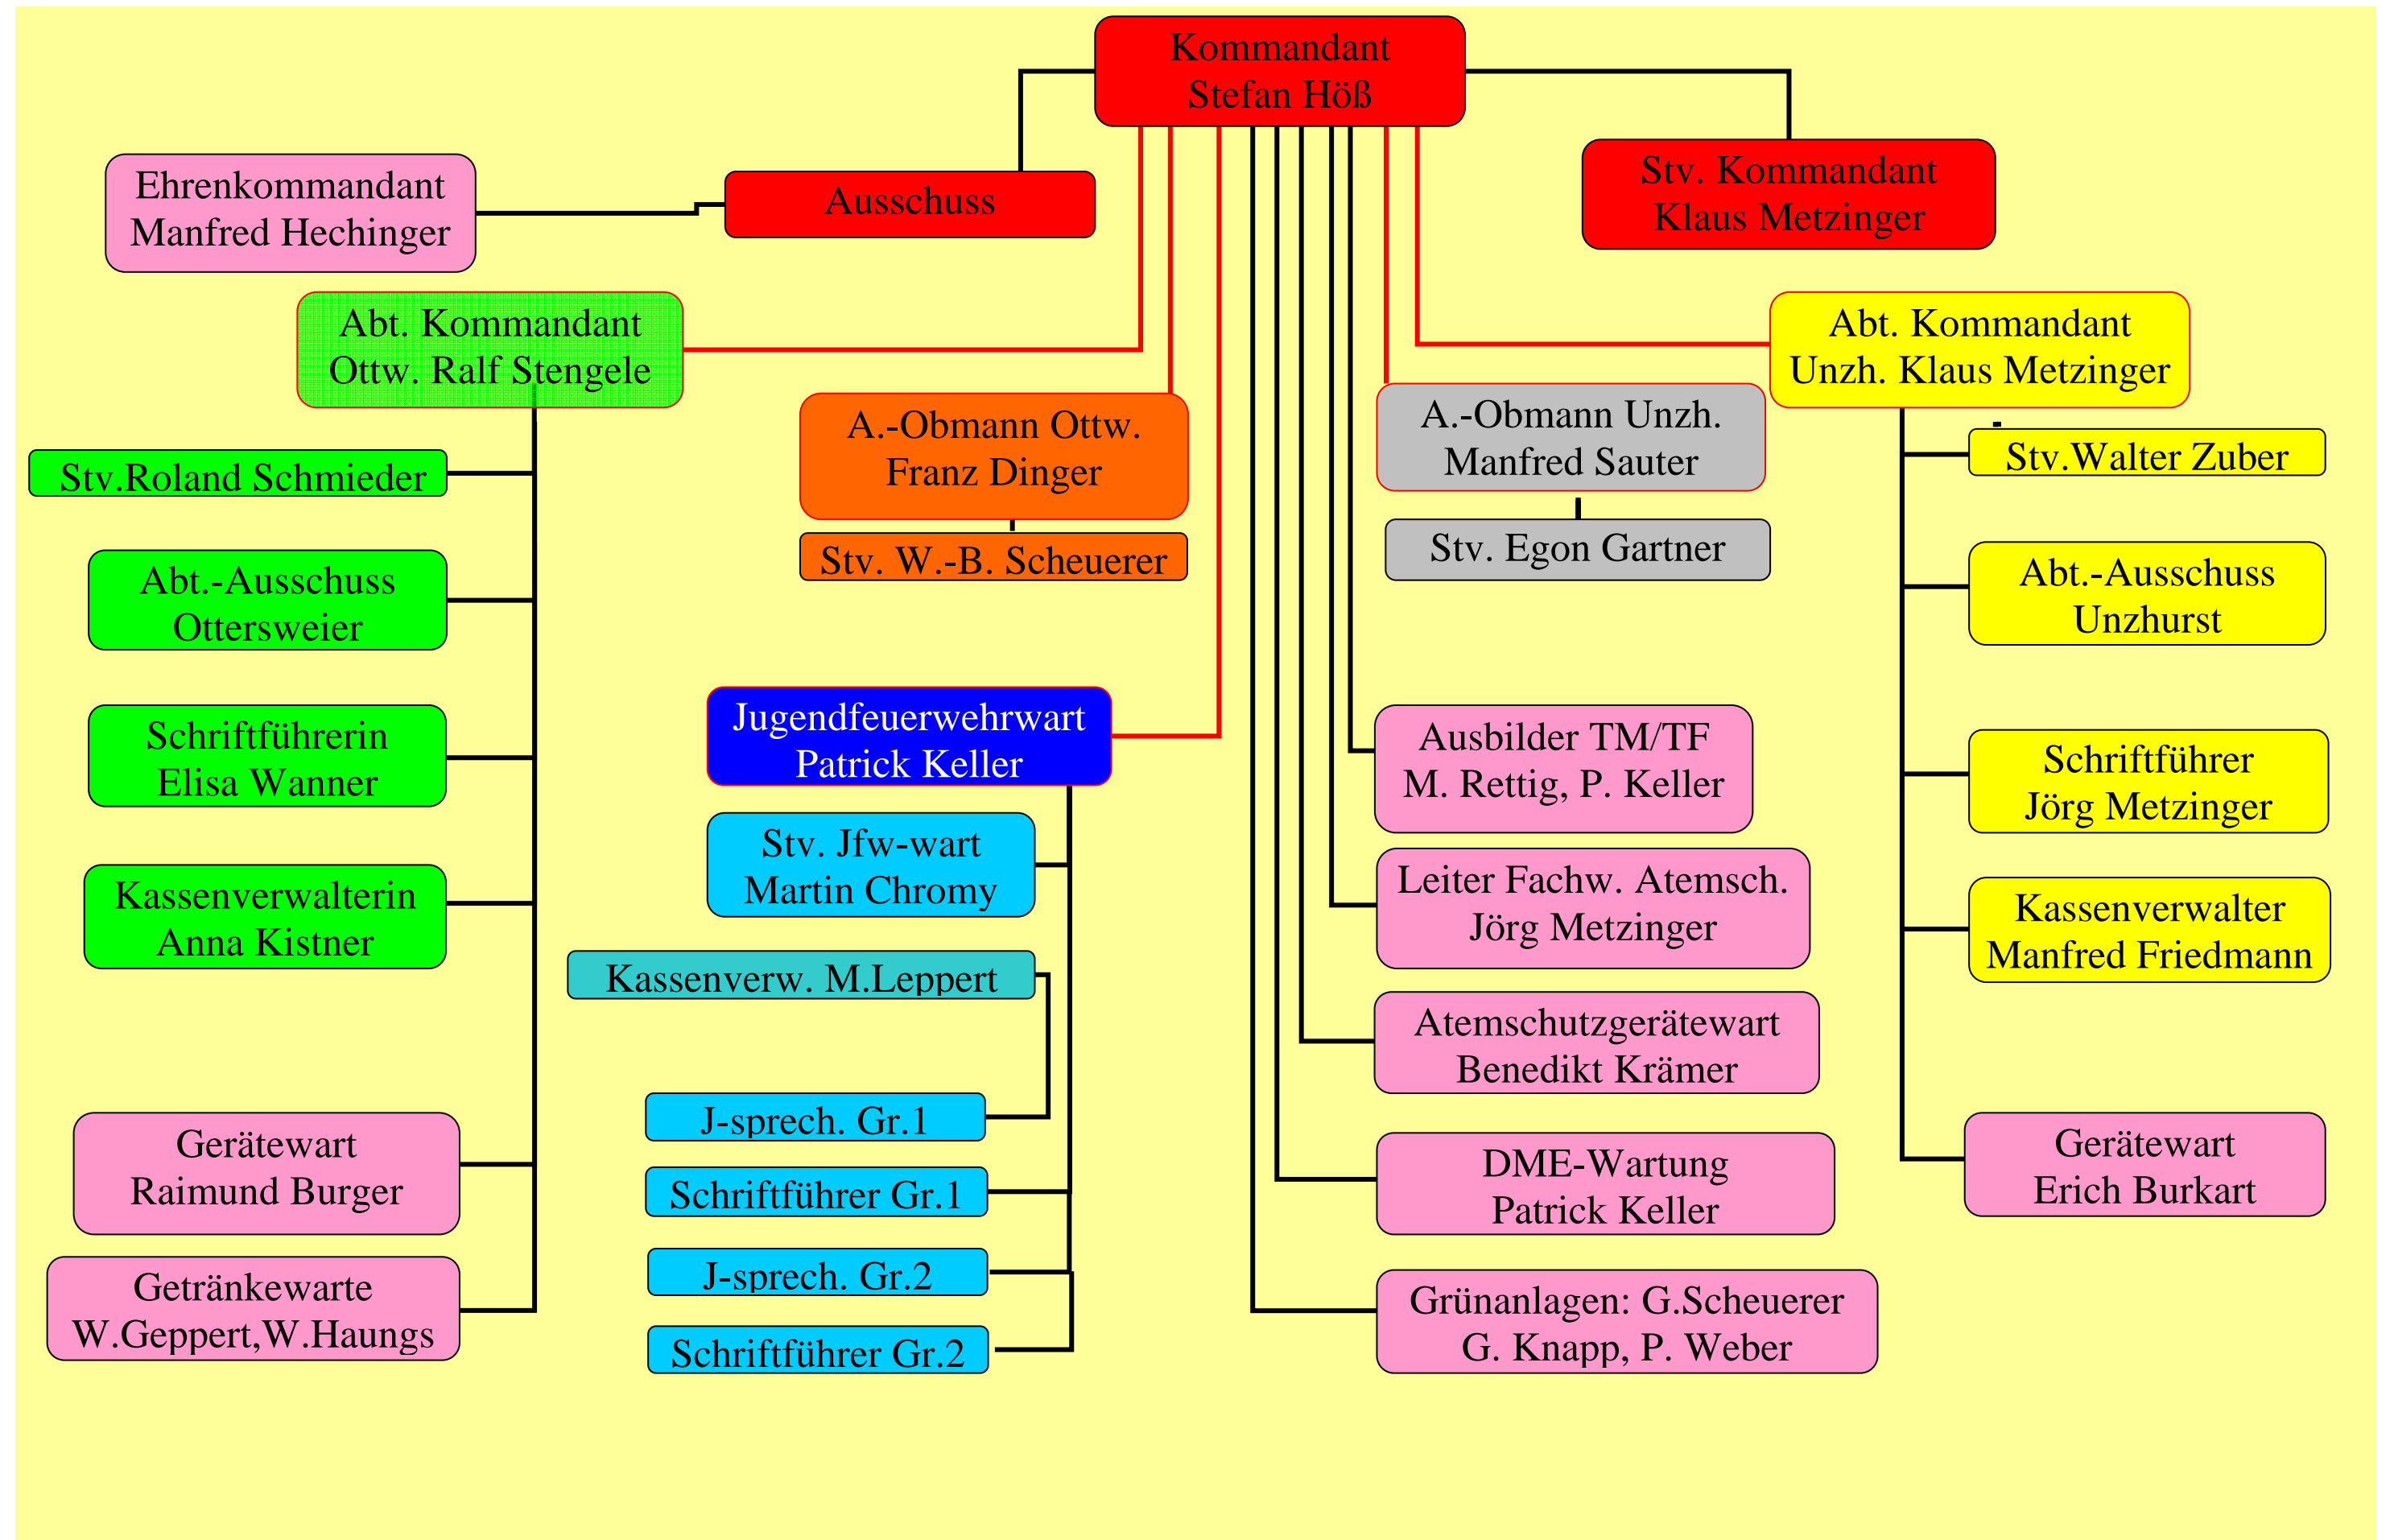 Kommandant
Stefan Höß
Ehrenkommandant
Manfred Hechinger
Ausschuss
Stv. Kommandant
Klaus Metzinger
Abt. Kommandant
Ottw. Ralf Stengele
Abt. Kommandant
Unzh. Klaus Metzinger
A.-Obmann Ottw.
Franz Dinger
A.-Obmann Unzh.
Manfred Sauter
Stv.Roland Schmieder
Stv.Walter Zuber
Stv. W.-B. Scheuerer
Stv. Egon Gartner
Abt.-Ausschuss
Ottersweier
Abt.-Ausschuss
Unzhurst
Jugendfeuerwehrwart
Patrick Keller
Schriftführerin
Elisa Wanner
Ausbilder TM/TF
M. Rettig, P. Keller
Schriftführer
Jörg Metzinger
Stv. Jfw-wart
Martin Chromy
Kassenverwalterin
Anna Kistner
Leiter Fachw. Atemsch.
Jörg Metzinger
Kassenverwalter
Manfred Friedmann
Kassenverw. M.Leppert
Atemschutzgerätewart
Benedikt Krämer
J-sprech. Gr.1
Gerätewart
Raimund Burger
Schriftführer Gr.1
DME-Wartung
Patrick Keller
Gerätewart
Erich Burkart
J-sprech. Gr.2
Getränkewarte
W.Geppert,W.Haungs
Schriftführer Gr.2
Grünanlagen: G.Scheuerer
G. Knapp, P. Weber